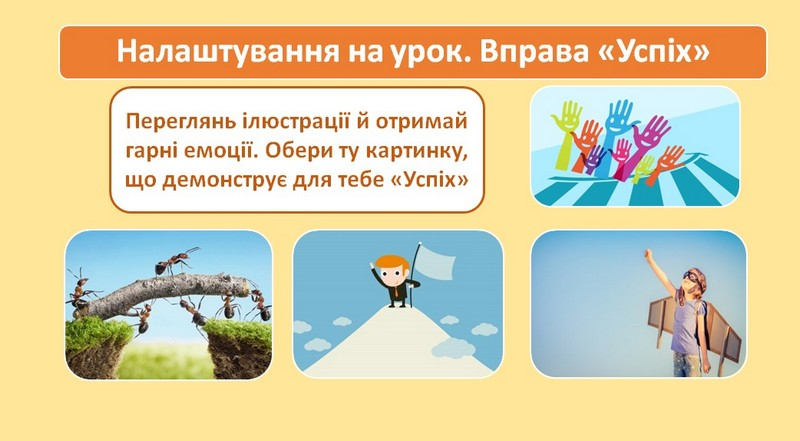 Налаштування на урок. Вправа «Успіх»
Переглянь ілюстрації й отримай
гарні емоції. Обери ту картинку,
що демонструє для тебе «Успіх»